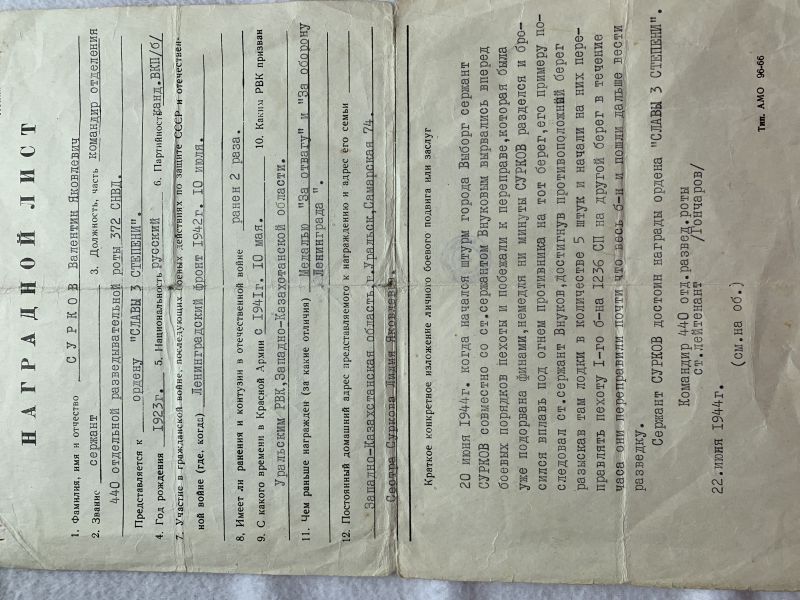 НАГРАДНОЙ ЛИСТ
1. Фамилия, имя и отчество СУРКОВ Валентин Яковлевич
2. Звание сержант 3. Должность, часть Командир отделения
440 отдельной разведывательной роты 372 СНВД.
Представляется к ордену "СЛАВЫ 3 СТЕПЕНИ".
4. Год рождения 1923г. 5. Национальность русский 6. Партийность канд.ВКП/б/
7. Участие в гражданской войне, последующих боевых действиях по защите СССР и отечествен-
ной войне (где, когда) Ленинградский фронт 1942г. 10 июля.
8. Имеет ли ранения и контузии в отечественной войне ранен 2 раза.
9. С какого времени в Красной Армии с 1941г. 10 мая. 10. Каким РВК призван
Уральским РВК,Западно-Казахотанской области.
11. Чем раньше награжден (за какие отличия) Медалью "За отвагу" и "За оборону
Ленинграда".
12. Постоянный домашний адрес представляемого к награждению и адрес его семьи
Западно-Казахстанская область,г.Уральск,Самарская 74.
Сестра Суркова Лидия Яковлевна.
Краткое конкретное изложение личного боевого подвига или заслуг
20 июня 1944г. когда начался штурм города Выборг сержант
СУРКОВ совместно со ст.сержантом Внуковым вырвались вперед
боевых порядков пехоты и побежали к переправе,которая была
уже подорвана финами,немедля ни минуты СУРКОВ разделся и бро-
сился вплавь под огнем противника на тот берег,его примеру по-
следовал ст.сержант Внуков,достигнув противоположный берег
разыскав там лодки в количестве 5 штук и начали на них пере-
правлять пехоту I-го б-на 1236 СП на другой берег в течение
часа они переправили почти что весь б-н и пошли дальше вести
разведку.
Сержант СУРКОВ достоин награды ордена "СЛАВЫ 3 СТЕПЕНИ".
Командир 440 отд.развед.роты
ст.лейтенант /Гончаров/
22.июня 1944г.
(см.на об.)
Тип. АМО 96-66